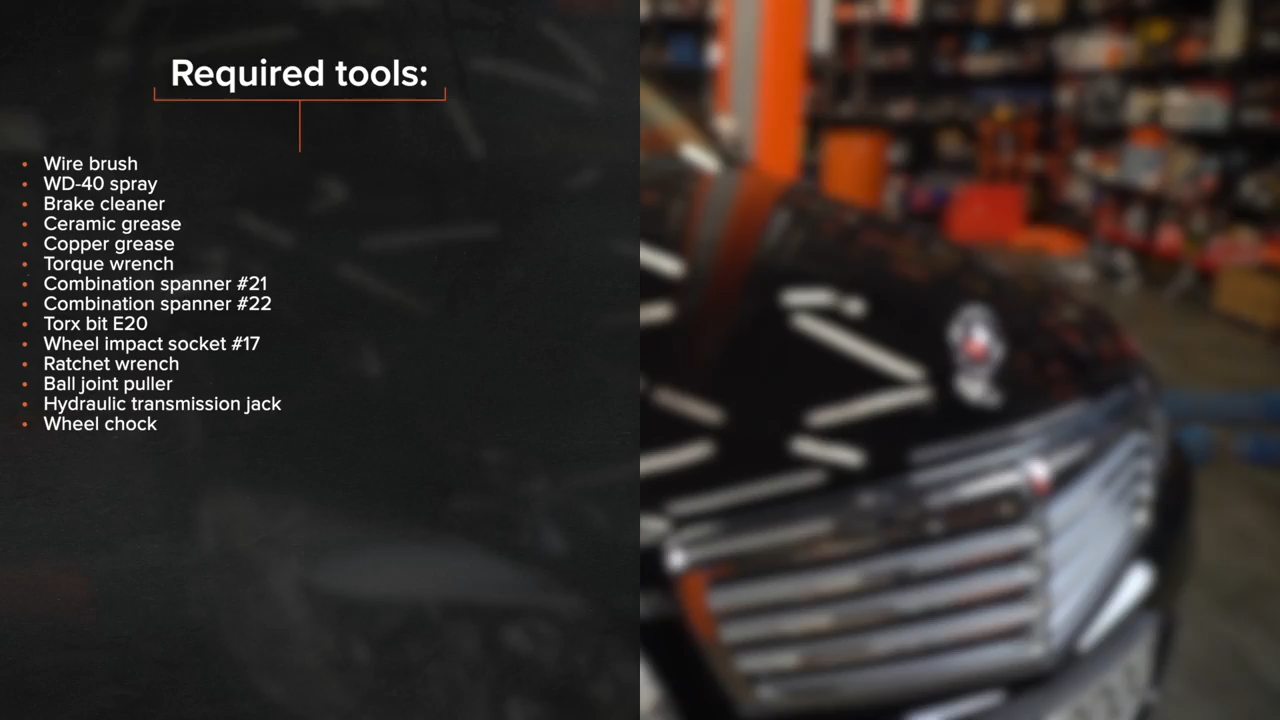 Required tools:
Wire brush
WD-40 spray
Brake cleaner
Ceramic grease
Copper grease
Torque wrench
Combination spanner #21
Combination spanner #22
Torx bit E20
Wheel impact socket #17
Ratchet wrench
Ball joint puller
Hydraulic transmission jack
Wheel chock